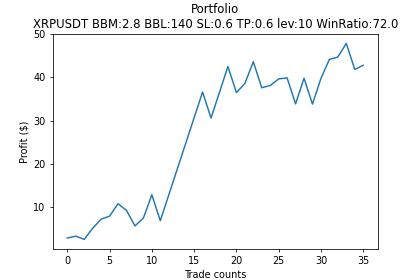 Portfolio
XRPUSDT BBM:2.8 BBL:140 SL:0.6 TP:0.6 lev:10 WinRatio:72.0
50
40
30
20
10
Profit ($)
0 5 10 15 20 25 30 35
Trade counts